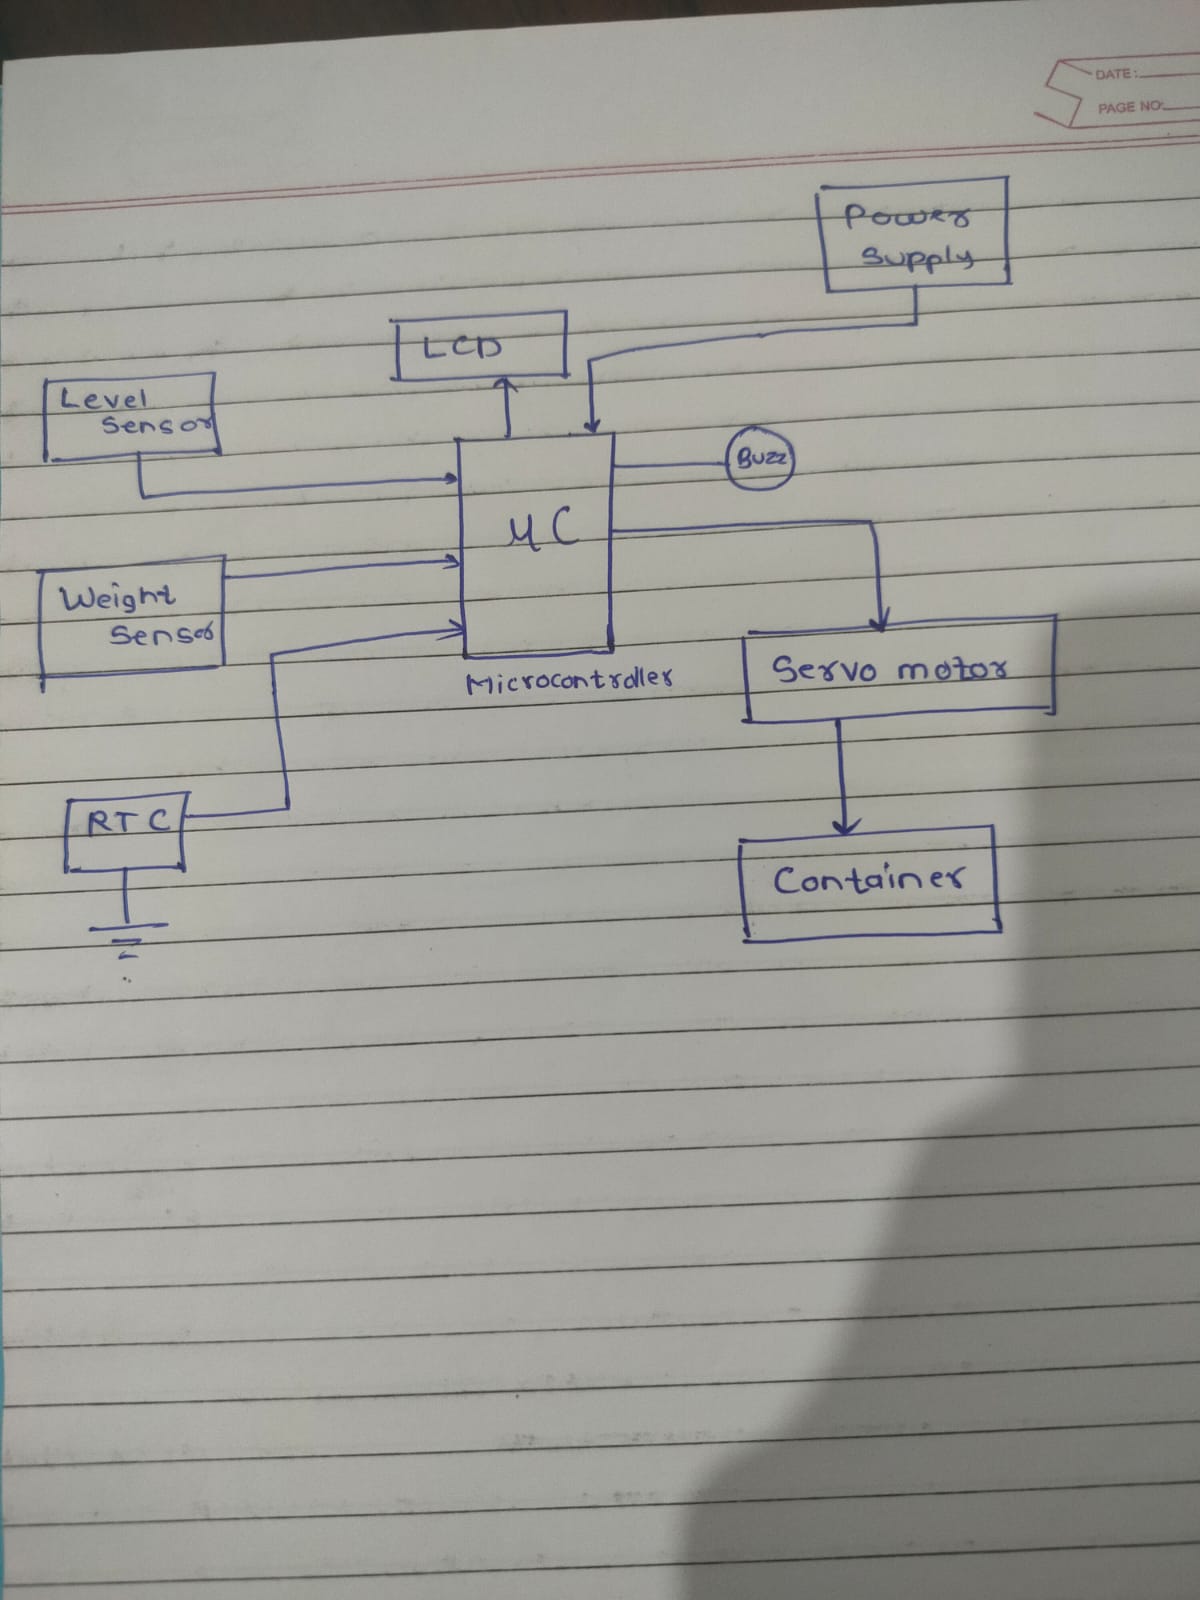 DATE:
PAGE NO:
Power
Supply
LCD
Level
Sensor
Buzz
μC
Weight
Sensor
Microcontroller
Servo motor
RTC
Container